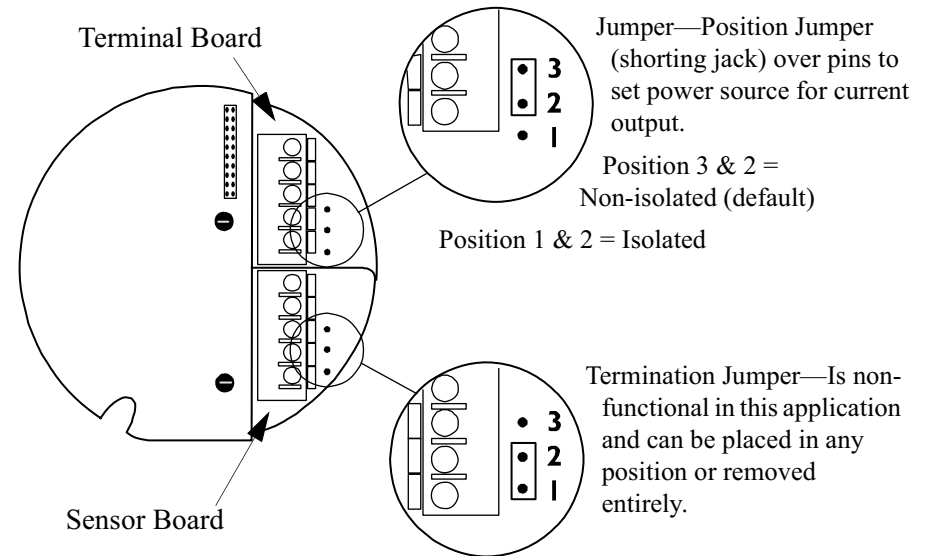 Terminal Board
3
2
1
Jumper—Position Jumper
(shorting jack) over pins to
set power source for current
output.
Position 3 & 2 =
Non-isolated (default)
Position 1 & 2 = Isolated
Sensor Board
3
2
1
Termination Jumper—Is non-
functional in this application
and can be placed in any
position or removed
entirely.